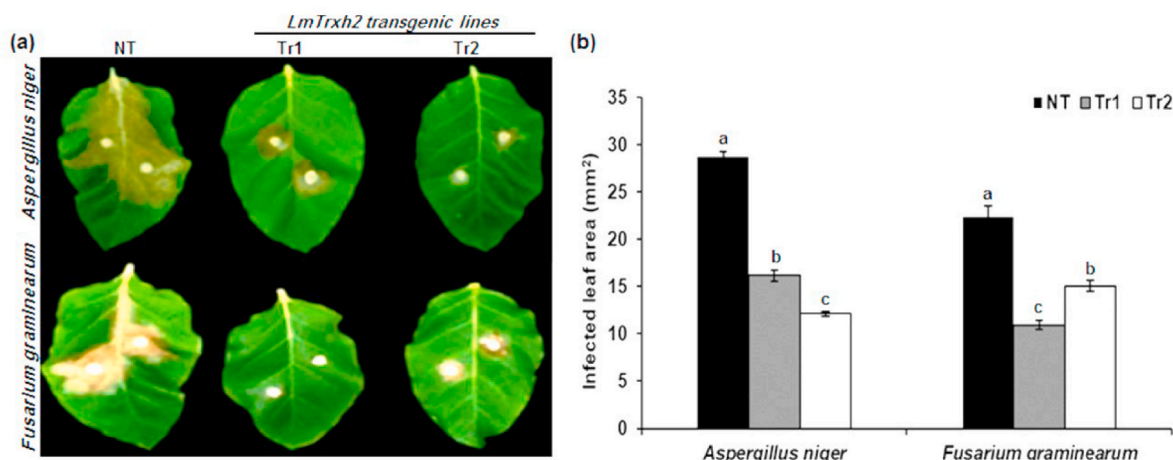 (a)
LmTrxh2 transgenic lines
NT Tr1 Tr2
Aspergillus niger
Fusarium graminearum
(b)
NT Tr1 Tr2
Infected leaf area (mm²)
35
30
25
20
15
10
5
0
a
b
c
a
c
b
Aspergillus niger Fusarium graminearum